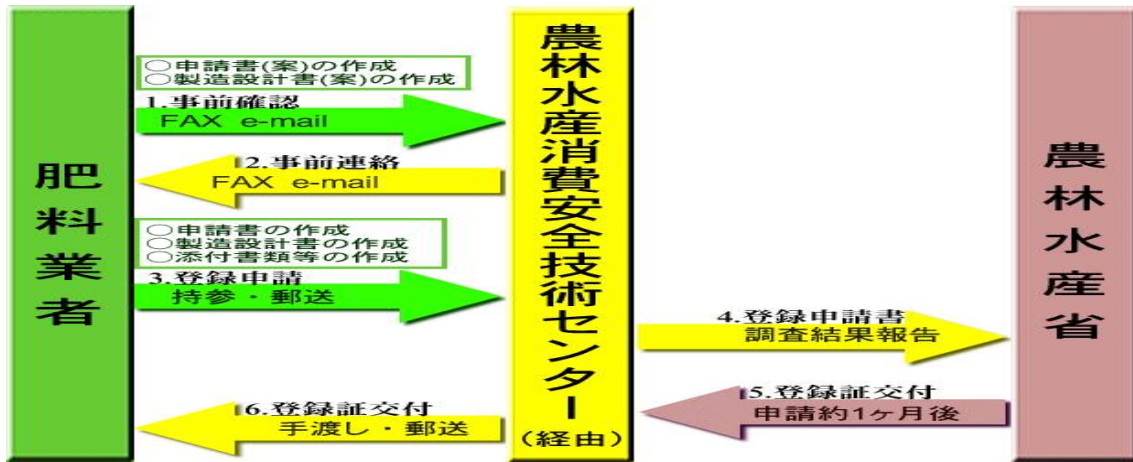 肥料業者
○申請書(案)の作成
○製造設計書(案)の作成
1.事前確認
FAX e-mail
2.事前連絡
FAX e-mail
○申請書の作成
○製造設計書の作成
○添付書類等の作成
3.登録申請
持参・郵送
6.登録証交付
手渡し・郵送
農林水産消費安全技術センター
(経由)
4.登録申請書
調査結果報告
5.登録証交付
申請約1ヶ月後
農林水産省